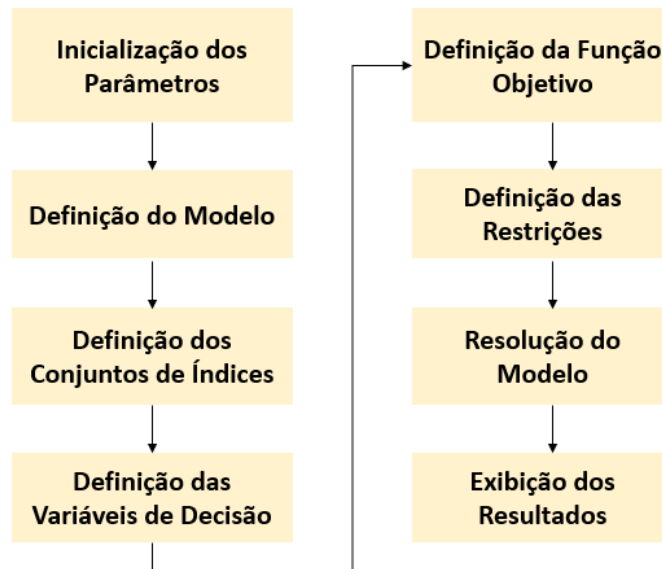 Inicialização dos
Parâmetros
Definição do Modelo
Definição dos
Conjuntos de Índices
Definição das
Variáveis de Decisão
Definição da Função
Objetivo
Definição das
Restrições
Resolução do
Modelo
Exibição dos
Resultados